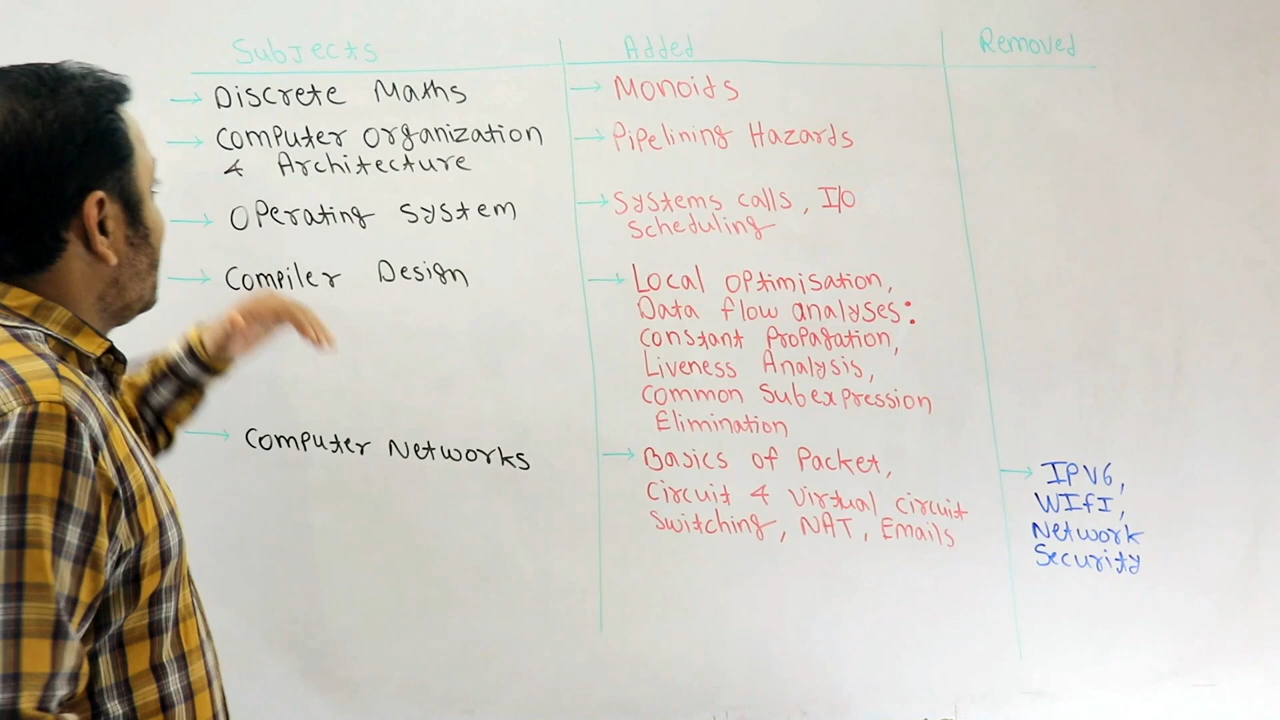 Subjects Added Removed
→ Discrete Maths → Monoids
→ Computer Organization → Pipelining Hazards
& Architecture
→ Operating System → Systems calls, I/O
Scheduling
→ Compiler Design → Local Optimisation,
Data flow analyses:
Constant Propagation,
Liveness Analysis,
Common Subexpression
Elimination
→ Computer Networks → Basics of Packet, → IPV6,
Circuit & Virtual circuit WIfI,
Switching, NAT, Emails Network
Security